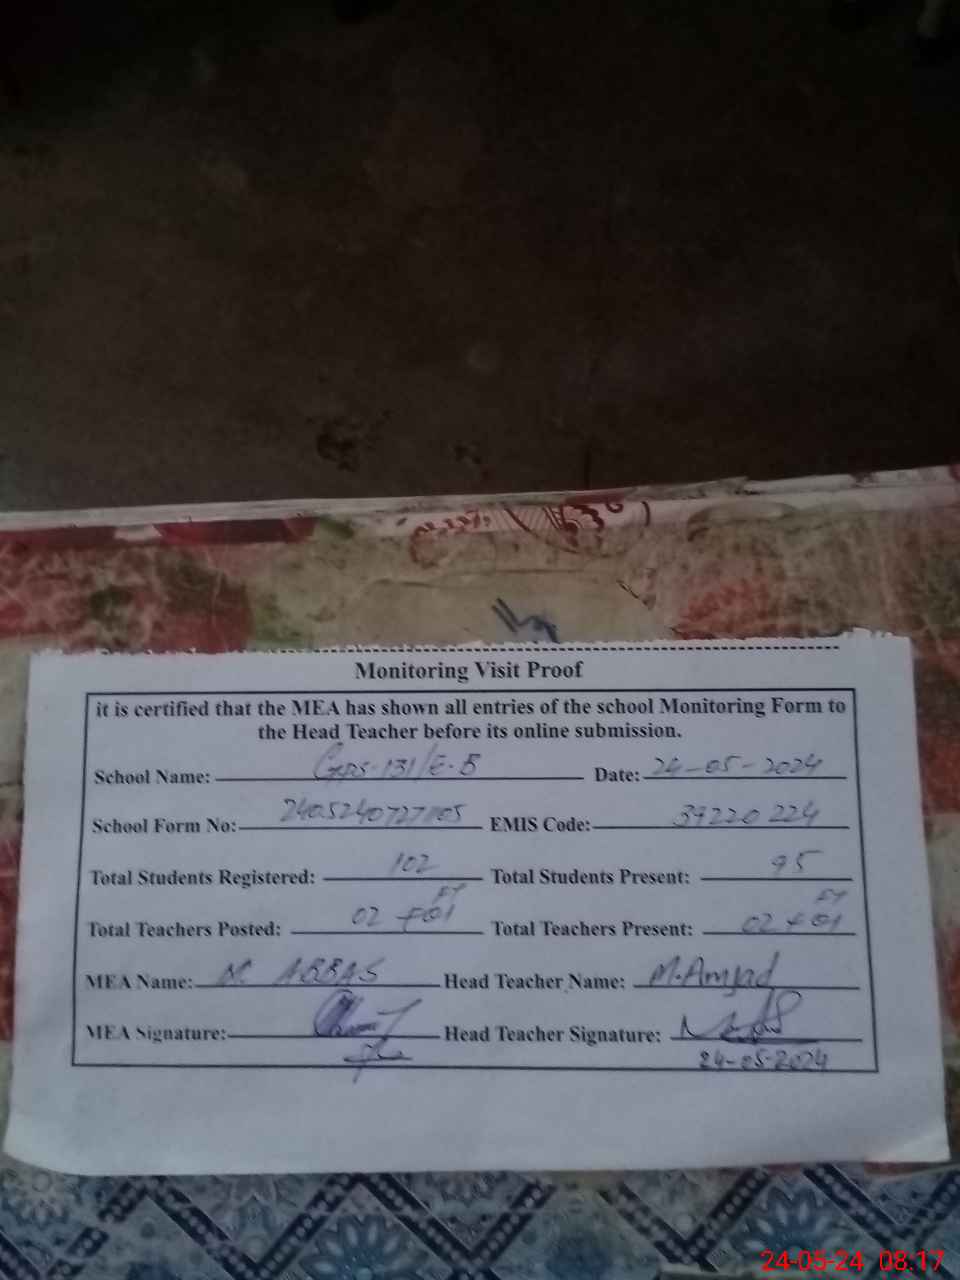 Monitoring Visit Proof
it is certified that the MEA has shown all entries of the school Monitoring Form to
the Head Teacher before its online submission.
School Name: GPS-131/E-B Date: 24-05-2024
School Form No: EMIS Code: 39220224
Total Students Registered: 102 Total Students Present: 95
Total Teachers Posted: 02 + 01 Total Teachers Present: 02 + 01
MEA Name: M ABBAS Head Teacher Name: M.Amjad
MEA Signature: Head Teacher Signature:
24-05-2024
24-05-24 08:17